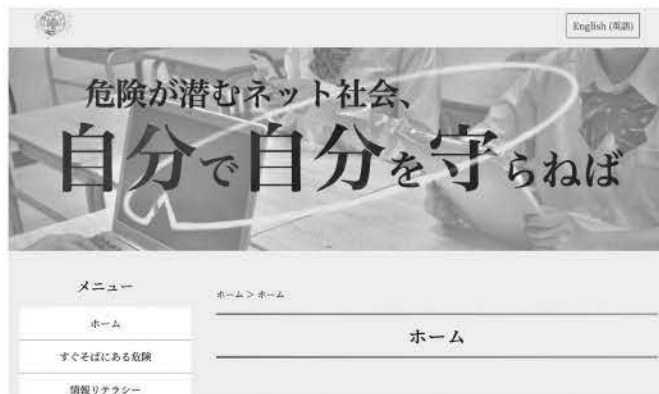 English (英語)
危険が潜むネット社会、
自分で自分を守らねば
メニュー
ホーム > ホーム
ホーム
ホーム
すぐそばにある危険
情報リテラシー